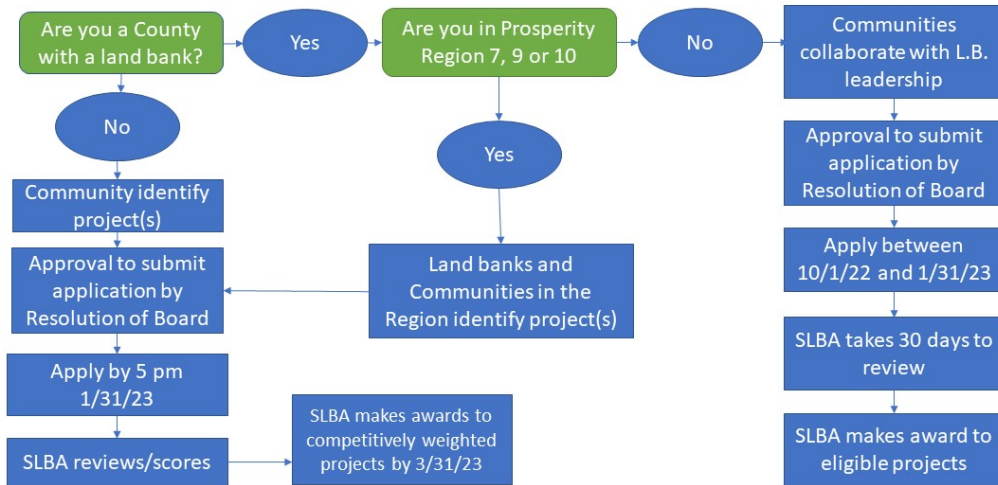 Are you a County
with a land bank?
Yes
Are you in Prosperity
Region 7, 9 or 10
No
Communities
collaborate with L.B.
leadership
No
Yes
Approval to submit
application by
Resolution of Board
Community identify
project(s)
Approval to submit
application by
Resolution of Board
Land banks and
Communities in the
Region identify project(s)
Apply between
10/1/22 and 1/31/23
Apply by 5 pm
1/31/23
SLBA takes 30 days to
review
SLBA reviews/scores
SLBA makes awards to
competitively weighted
projects by 3/31/23
SLBA makes award to
eligible projects